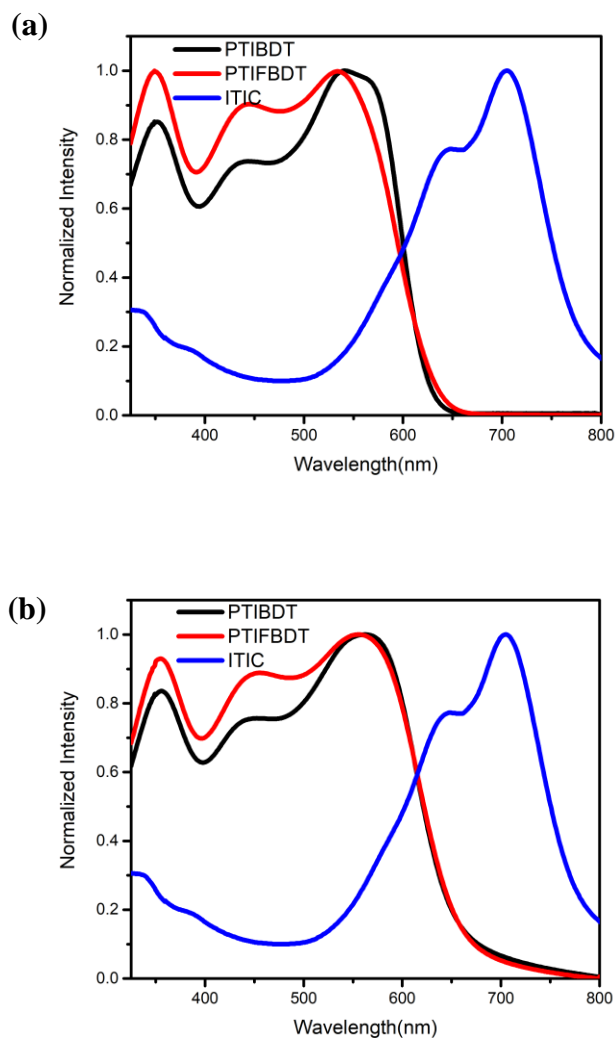 (a)
PTIBDT
PTIFBDT
ITIC
1.0
0.8
0.6
0.4
0.2
0.0
Normalized Intensity
400 500 600 700 800
Wavelength(nm)
(b)
PTIBDT
PTIFBDT
ITIC
1.0
0.8
0.6
0.4
0.2
0.0
Normalized Intensity
400 500 600 700 800
Wavelength(nm)